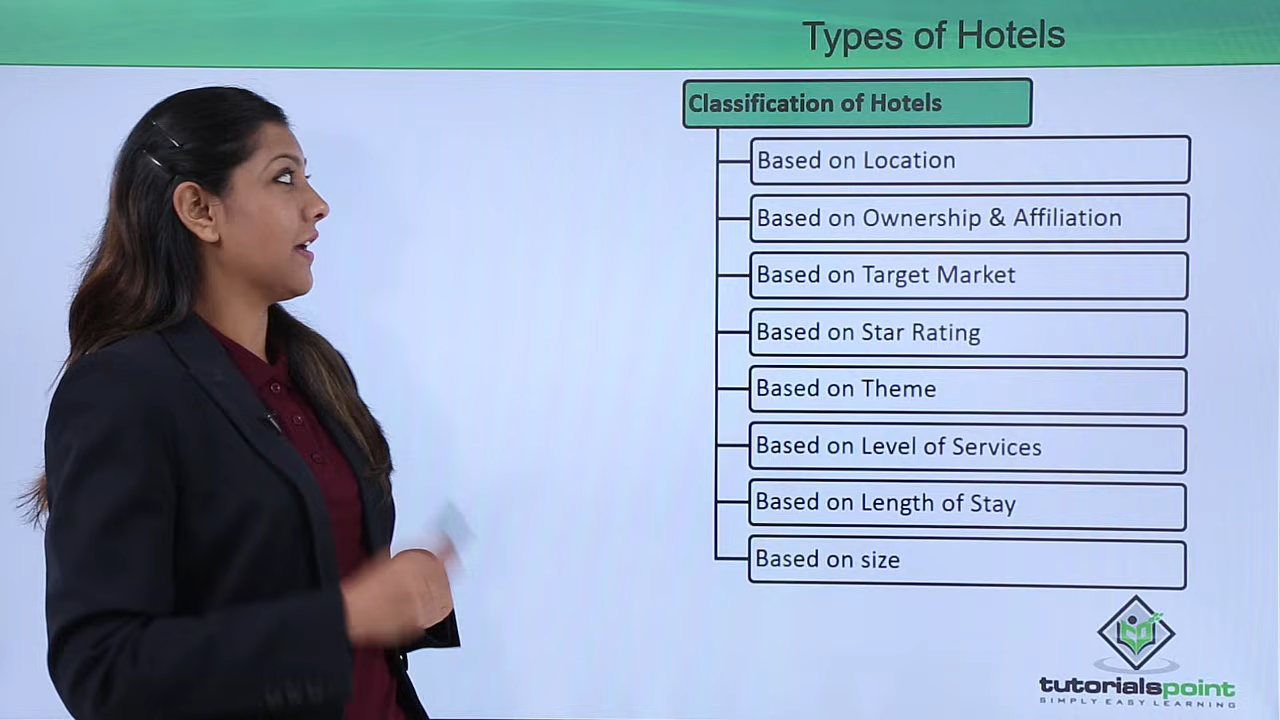 Types of Hotels
Classification of Hotels
Based on Location
Based on Ownership & Affiliation
Based on Target Market
Based on Star Rating
Based on Theme
Based on Level of Services
Based on Length of Stay
Based on size
tutorialspoint
SIMPLY EASY LEARNING